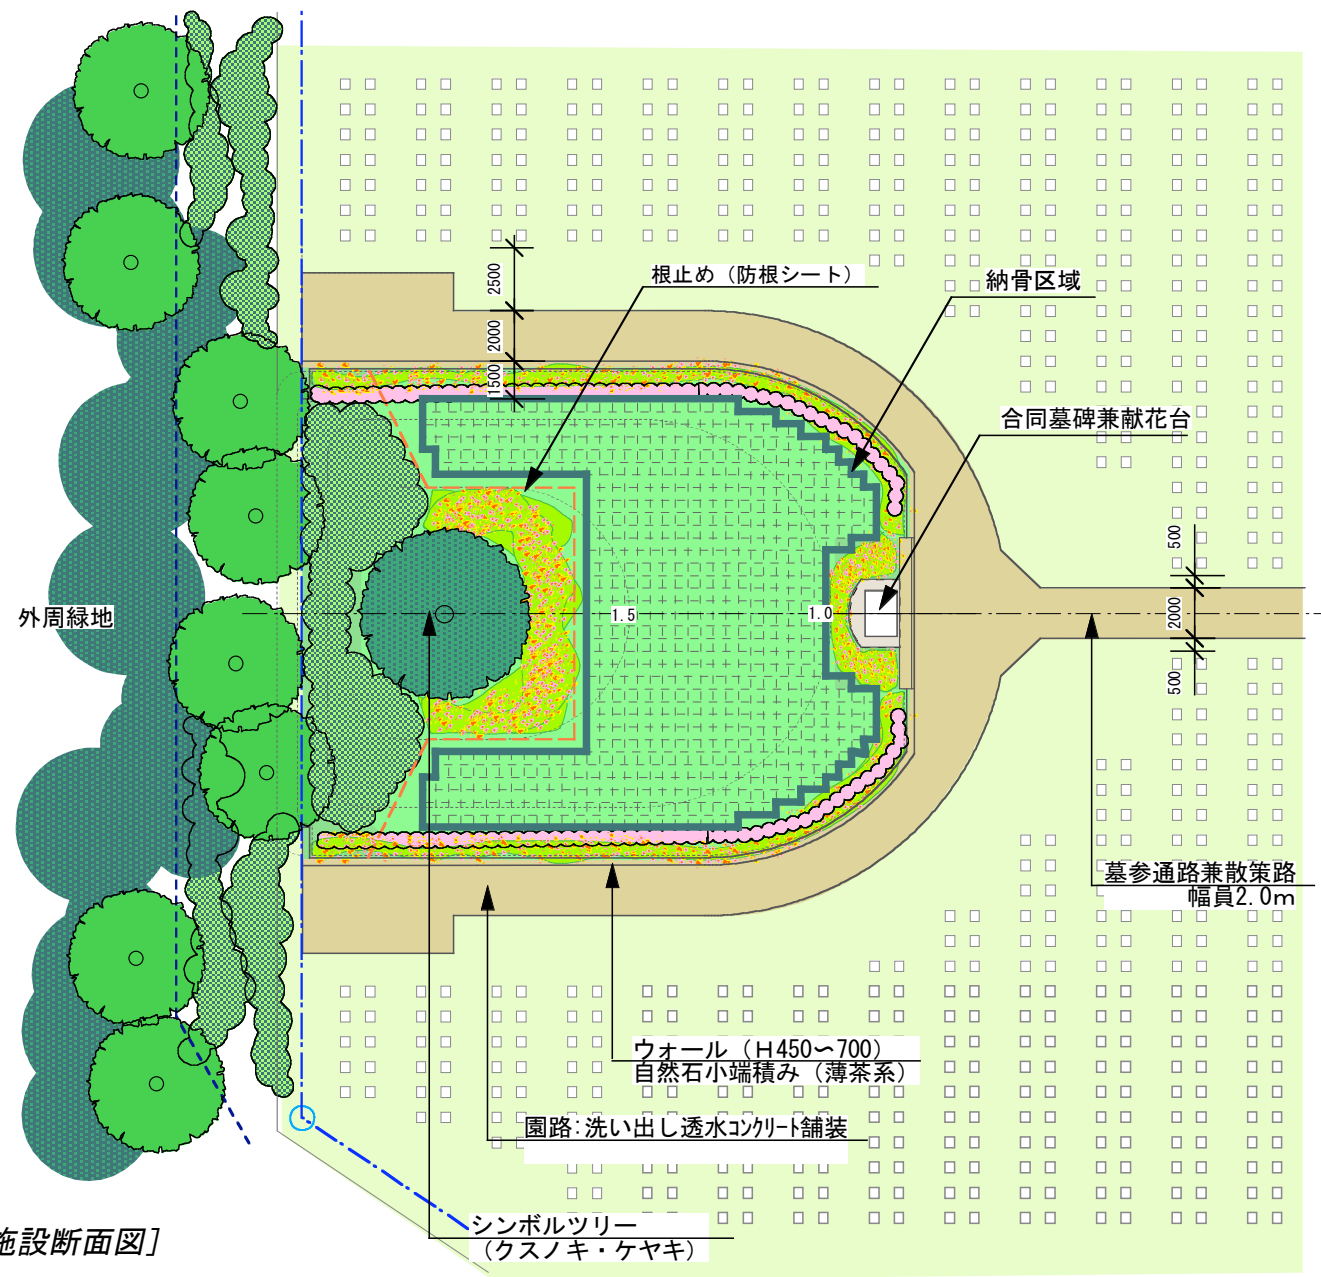 2500
根止め（防根シート）
納骨区域
2000
1500
合同墓碑兼献花台
500
外周緑地
1.5
1.0
2000
500
墓参通路兼散策路
幅員2.0m
ウォール（H450～700）
自然石小端積み（薄茶系）
園路:洗い出し透水ｺﾝｸﾘｰﾄ舗装
シンボルツリー
（クスノキ・ケヤキ）
施設断面図]